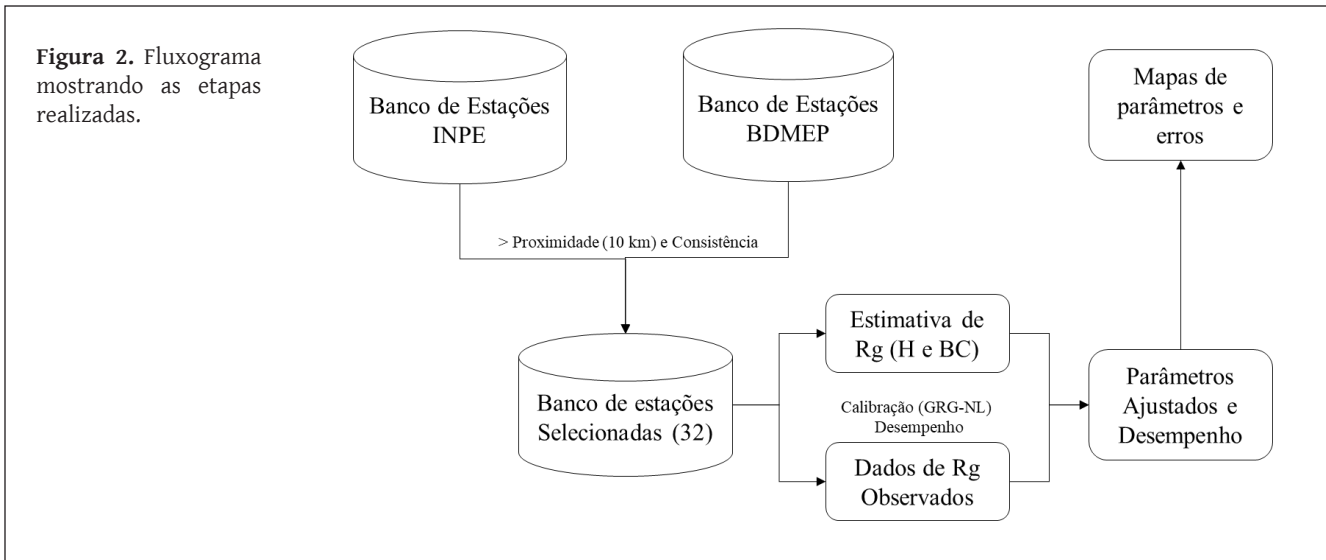 Figura 2. Fluxograma
mostrando as etapas
realizadas.
Banco de Estações
INPE
Banco de Estações
BDMEP
Mapas de
parâmetros e
erros
> Proximidade (10 km) e Consistência
Banco de estações
Selecionadas (32)
Estimativa de
Rg (H e BC)
Calibração (GRG-NL)
Desempenho
Dados de Rg
Observados
Parâmetros
Ajustados e
Desempenho